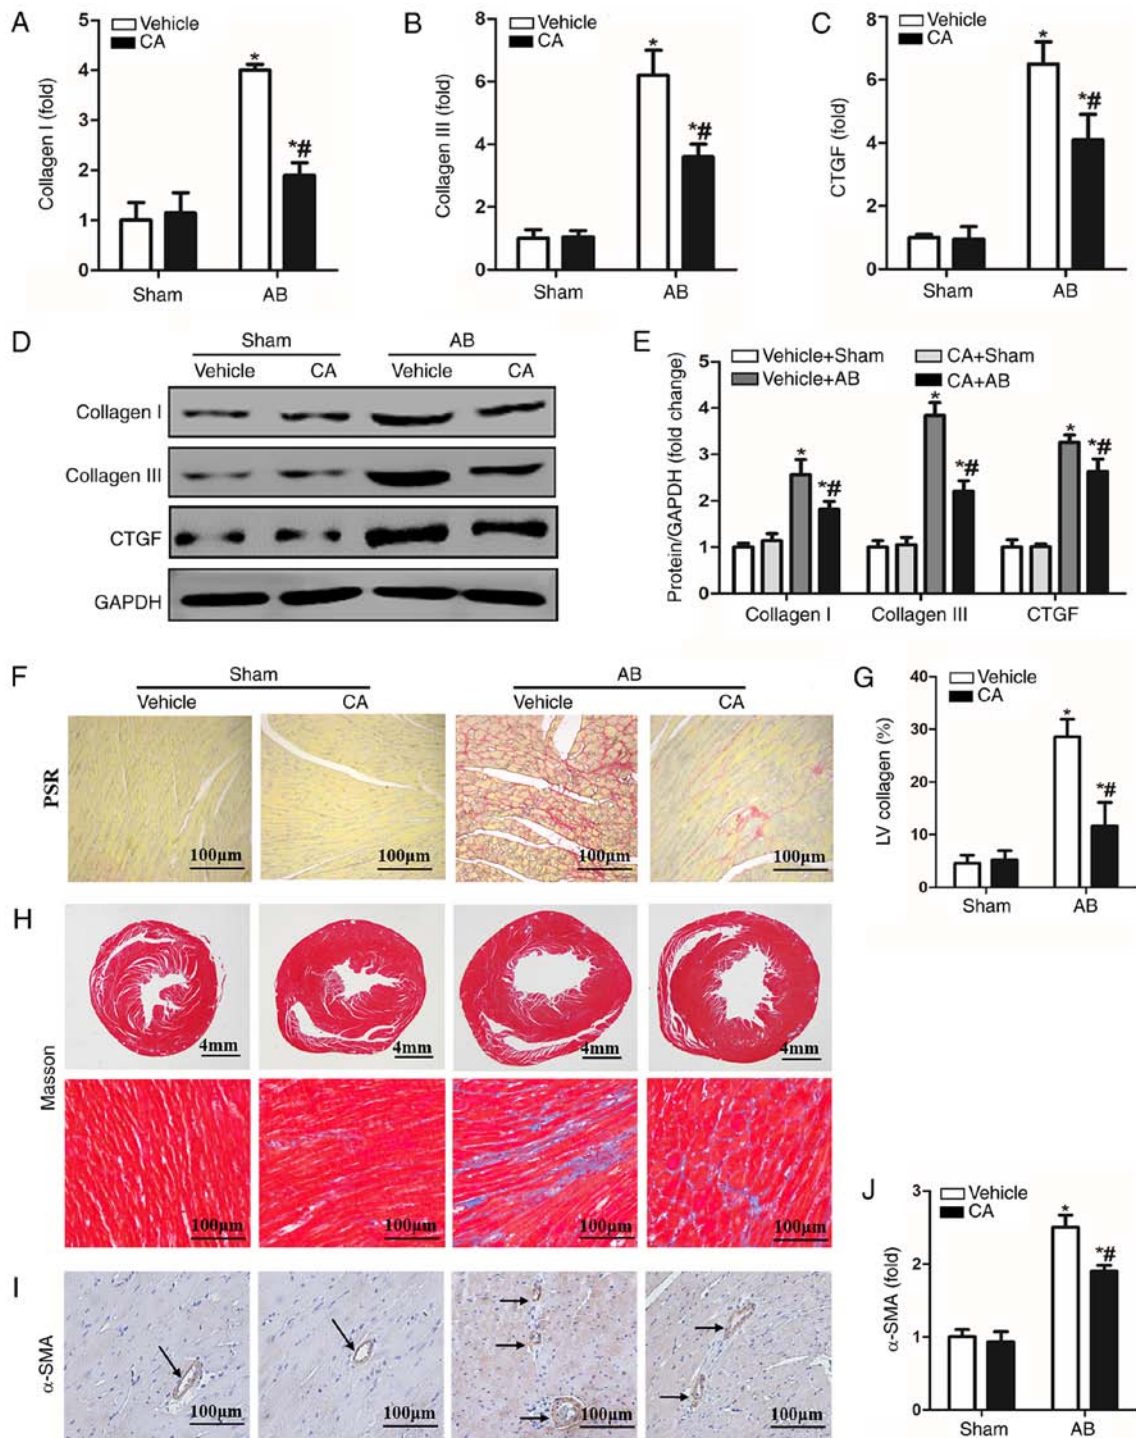 A
Collagen I (fold)
5
4
3
2
1
0
Vehicle
CA
*
*#
Sham AB
B
Collagen III (fold)
8
6
4
2
0
Vehicle
CA
*
*#
Sham AB
C
CTGF (fold)
8
6
4
2
0
Vehicle
CA
*
*#
Sham AB
D
Sham AB
Vehicle CA Vehicle CA
Collagen I
Collagen III
CTGF
GAPDH
E
Protein/GAPDH (fold change)
5
4
3
2
1
0
Vehicle+Sham CA+Sham
Vehicle+AB CA+AB
* *# * *# * *#
Collagen I Collagen III CTGF
F
Sham AB
Vehicle CA Vehicle CA
PSR
100µm 100µm 100µm 100µm
G
LV collagen (%)
40
30
20
10
0
Vehicle
CA
*
*#
Sham AB
H
Masson
4mm 4mm 4mm 4mm
100µm 100µm 100µm 100µm
I
α-SMA
100µm 100µm 100µm 100µm
J
α-SMA (fold)
3
2
1
0
Vehicle
CA
*
*#
Sham AB